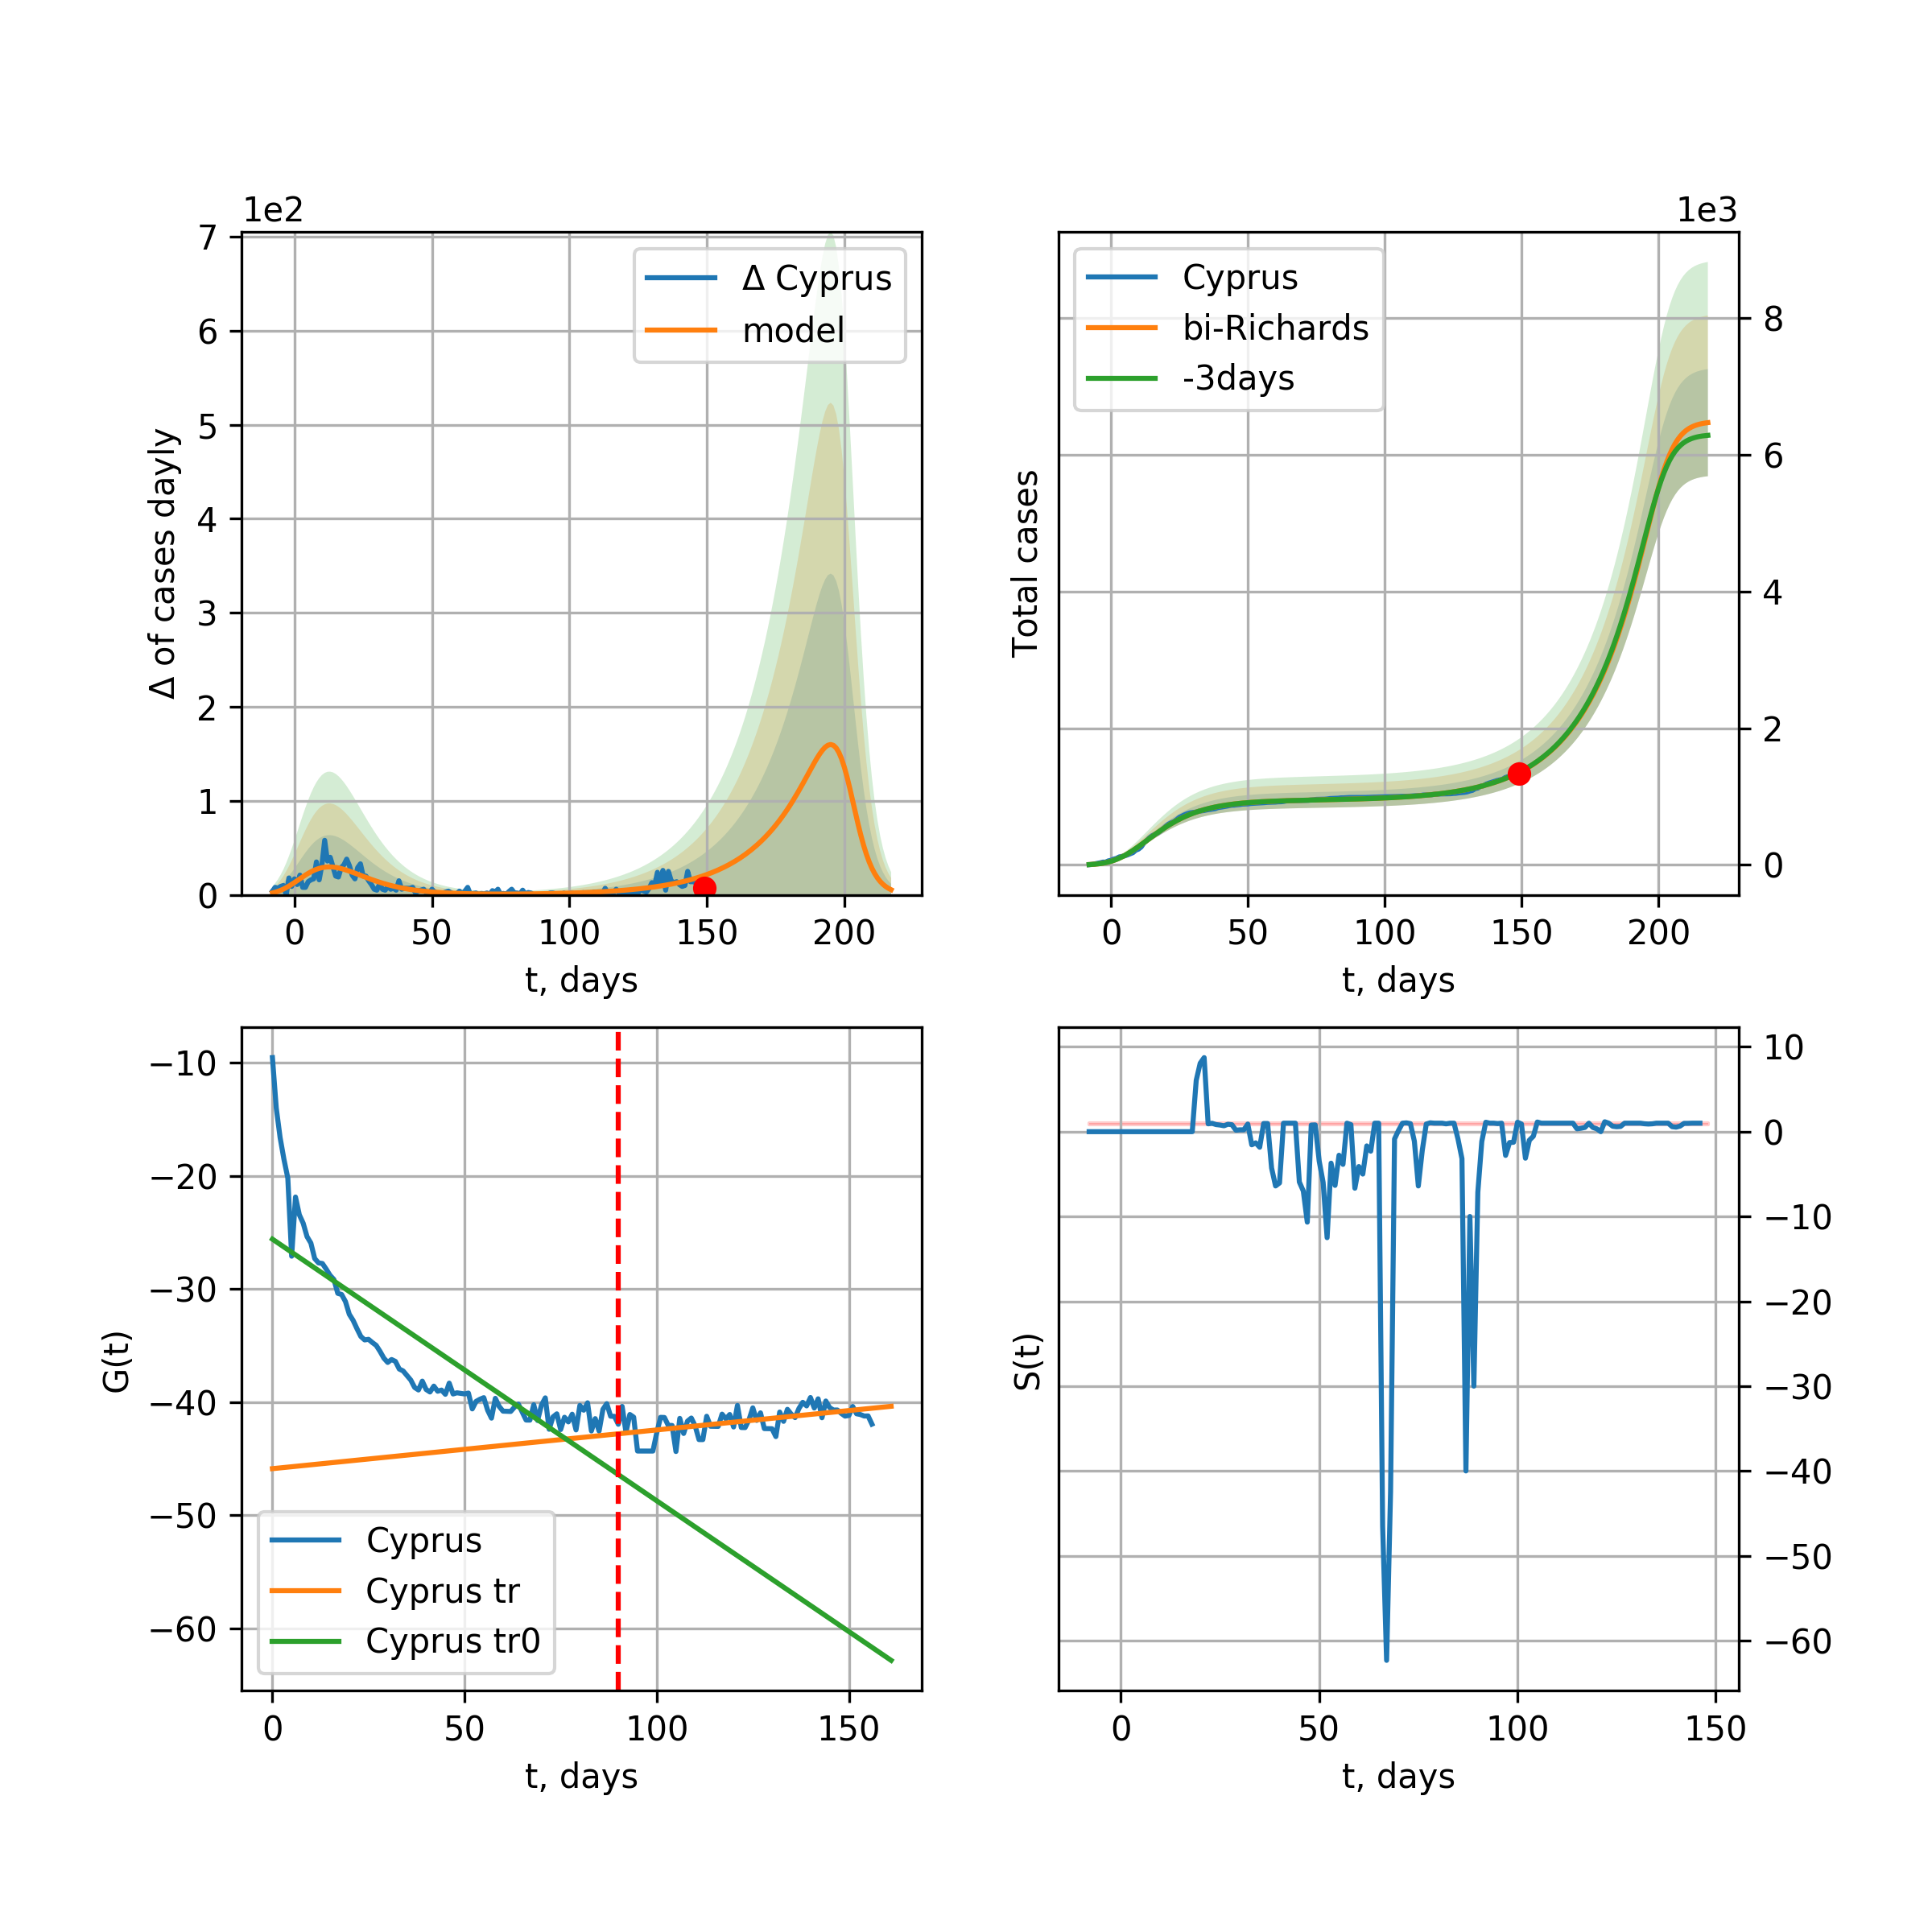 1e2
7
6
5
4
3
2
1
0
Δ of cases dayly
Δ Cyprus
model
0 50 100 150 200
t, days
1e3
8
6
4
2
0
Total cases
Cyprus
bi-Richards
-3days
0 50 100 150 200
t, days
−10
−20
−30
−40
−50
−60
G(t)
Cyprus
Cyprus tr
Cyprus tr0
0 50 100 150
t, days
10
0
−10
−20
−30
−40
−50
−60
S(t)
0 50 100 150
t, days